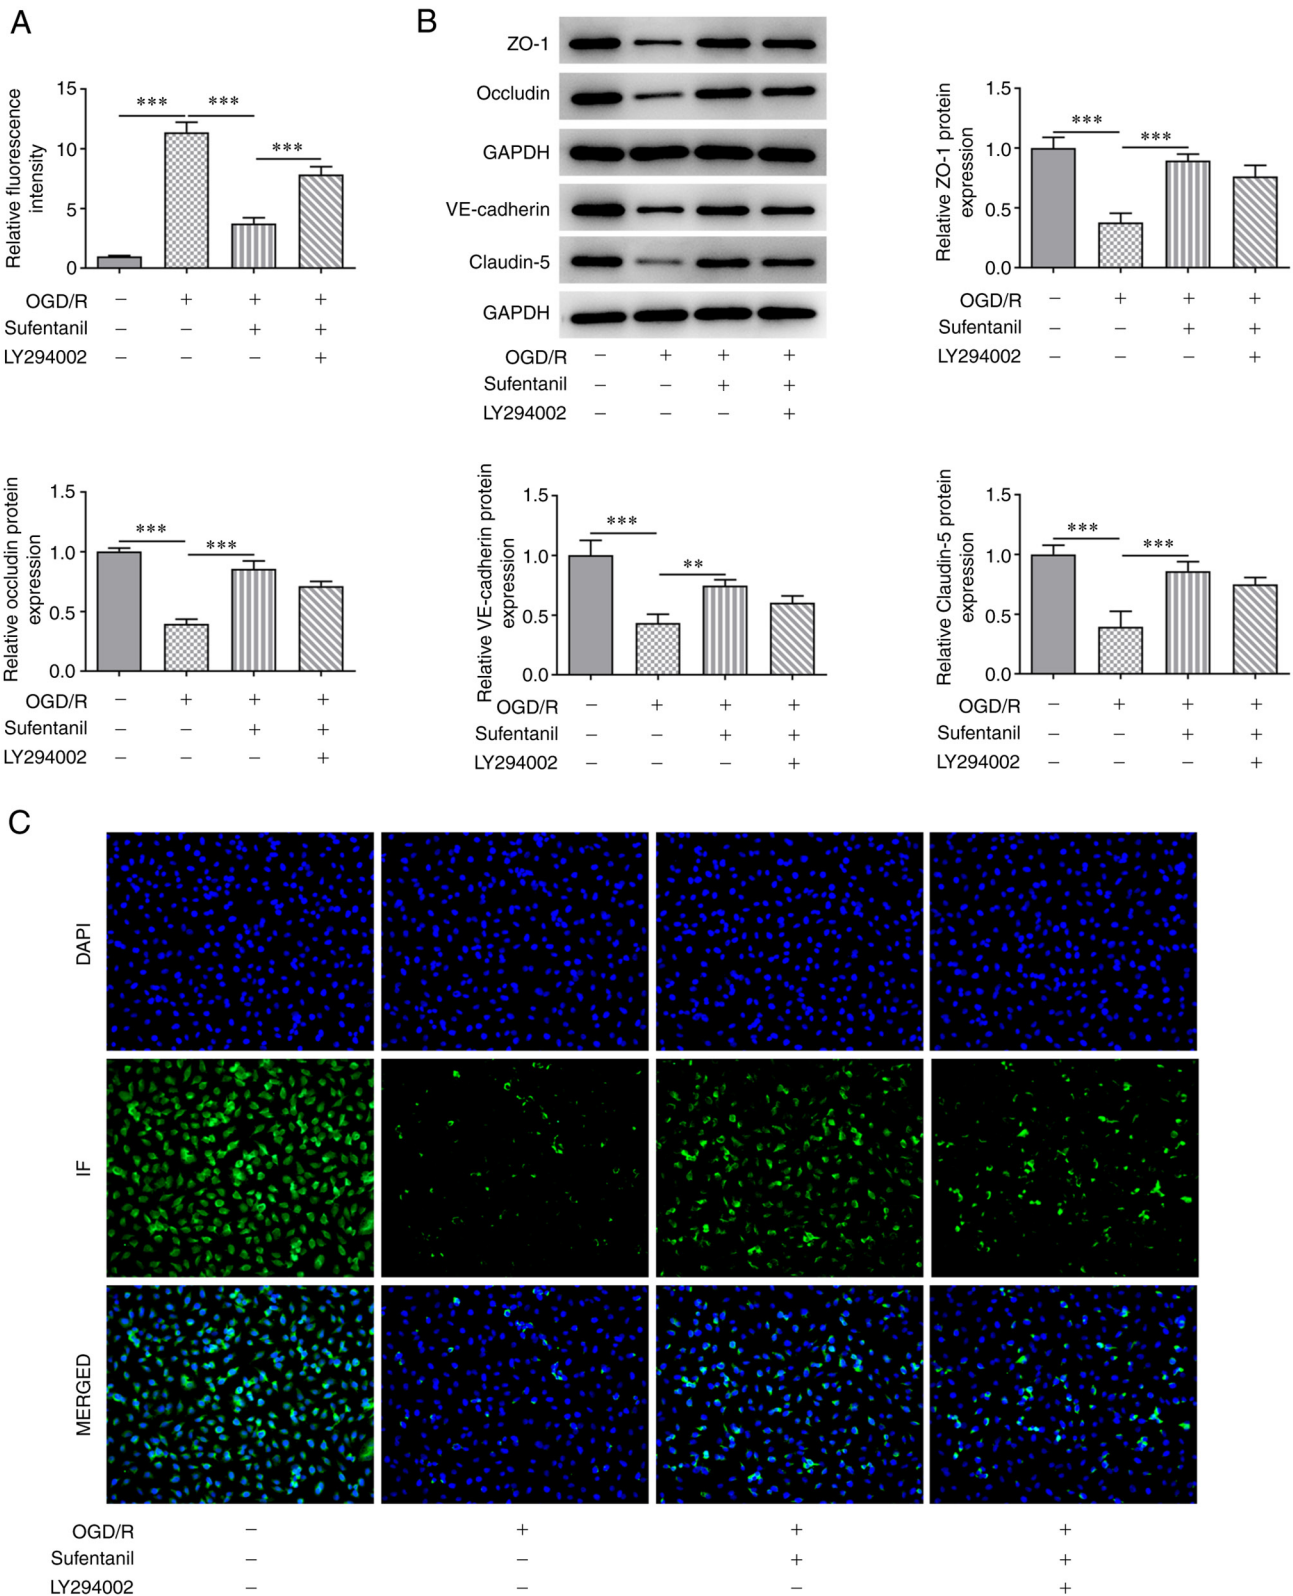 A
Relative fluorescence
intensity
15
10
5
0
*** ***
***
OGD/R − + + +
Sufentanil − − + +
LY294002 − − − +
B
ZO-1
Occludin
GAPDH
VE-cadherin
Claudin-5
GAPDH
OGD/R − + + +
Sufentanil − − + +
LY294002 − − − +
Relative ZO-1 protein
expression
1.5
1.0
0.5
0.0
***
***
OGD/R − + + +
Sufentanil − − + +
LY294002 − − − +
Relative occludin protein
expression
1.5
1.0
0.5
0.0
***
***
OGD/R − + + +
Sufentanil − − + +
LY294002 − − − +
Relative VE-cadherin protein
expression
1.5
1.0
0.5
0.0
***
**
OGD/R − + + +
Sufentanil − − + +
LY294002 − − − +
Relative Claudin-5 protein
expression
1.5
1.0
0.5
0.0
***
***
OGD/R − + + +
Sufentanil − − + +
LY294002 − − − +
C
DAPI
IF
MERGED
OGD/R − + + +
Sufentanil − − + +
LY294002 − − − +